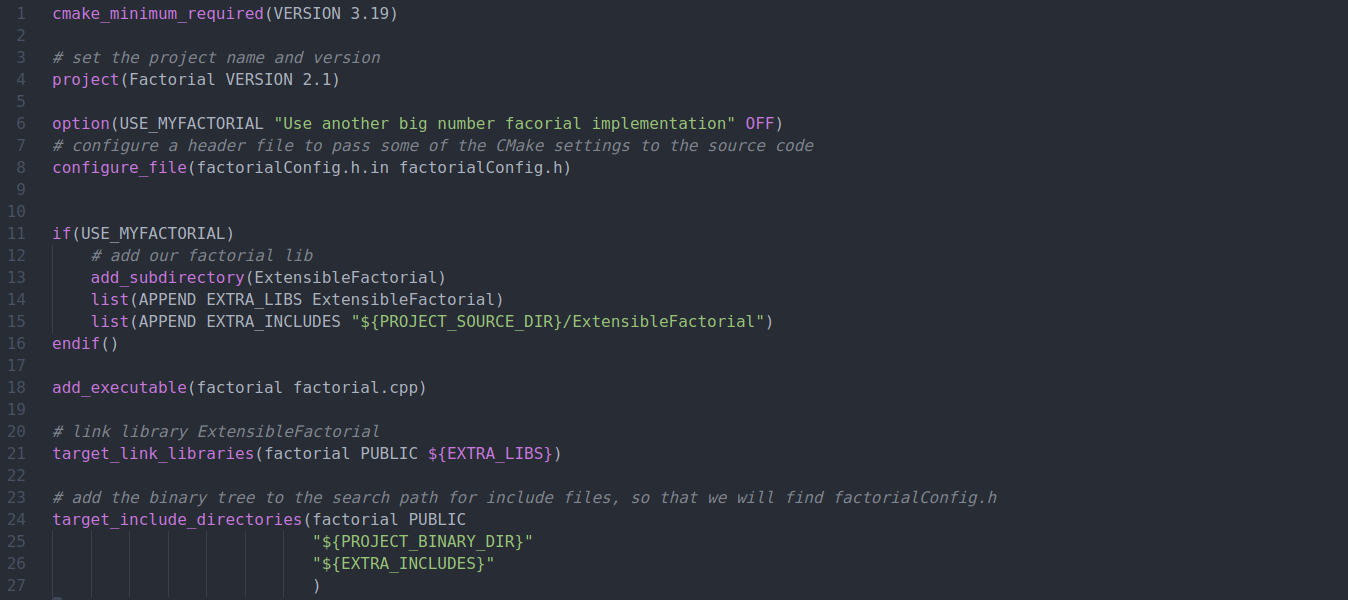 1 cmake_minimum_required(VERSION 3.19)
2
3 # set the project name and version
4 project(Factorial VERSION 2.1)
5
6 option(USE_MYFACTORIAL "Use another big number facorial implementation" OFF)
7 # configure a header file to pass some of the CMake settings to the source code
8 configure_file(factorialConfig.h.in factorialConfig.h)
9
10
11 if(USE_MYFACTORIAL)
12     # add our factorial lib
13     add_subdirectory(ExtensibleFactorial)
14     list(APPEND EXTRA_LIBS ExtensibleFactorial)
15     list(APPEND EXTRA_INCLUDES "${PROJECT_SOURCE_DIR}/ExtensibleFactorial")
16 endif()
17
18 add_executable(factorial factorial.cpp)
19
20 # link library ExtensibleFactorial
21 target_link_libraries(factorial PUBLIC ${EXTRA_LIBS})
22
23 # add the binary tree to the search path for include files, so that we will find factorialConfig.h
24 target_include_directories(factorial PUBLIC
25                            "${PROJECT_BINARY_DIR}"
26                            "${EXTRA_INCLUDES}"
27                            )